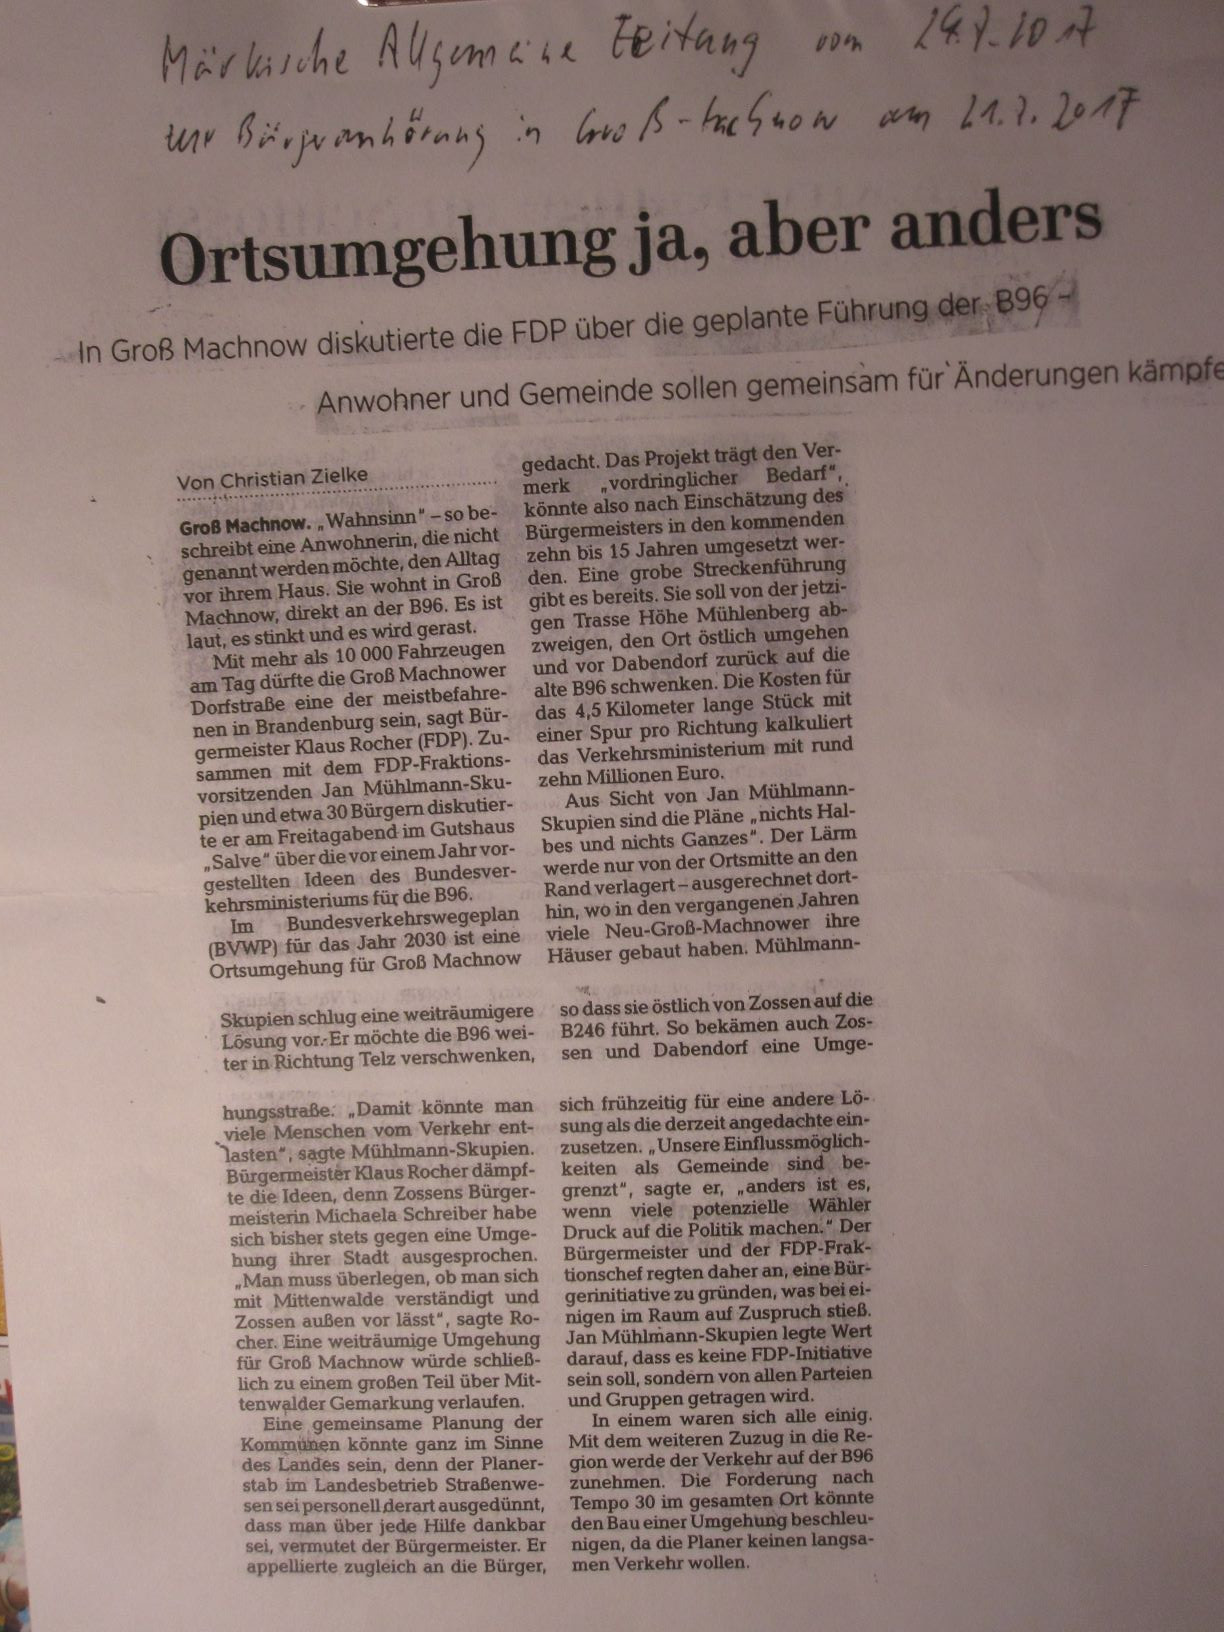 Märkische Allgemeine Zeitung vom 24.7.2017
zur Bürgeranhörung in Groß-Machnow am 21.7.2017
Ortsumgehung ja, aber anders
In Groß Machnow diskutierte die FDP über die geplante Führung der B96 –
Anwohner und Gemeinde sollen gemeinsam für Änderungen kämpfe
Von Christian Zielke
Groß Machnow. „Wahnsinn“ – so be-
schreibt eine Anwohnerin, die nicht
genannt werden möchte, den Alltag
vor ihrem Haus. Sie wohnt in Groß
Machnow, direkt an der B96. Es ist
laut, es stinkt und es wird gerast.
Mit mehr als 10 000 Fahrzeugen
am Tag dürfte die Groß Machnower
Dorfstraße eine der meistbefahre-
nen in Brandenburg sein, sagt Bür-
germeister Klaus Rocher (FDP). Zu-
sammen mit dem FDP-Fraktions-
vorsitzenden Jan Mühlmann-Sku-
pien und etwa 30 Bürgern diskutier-
te er am Freitagabend im Gutshaus
„Salve“ über die vor einem Jahr vor-
gestellten Ideen des Bundesver-
kehrsministeriums für die B96.
Im Bundesverkehrswegeplan
(BVWP) für das Jahr 2030 ist eine
Ortsumgehung für Groß Machnow
gedacht. Das Projekt trägt den Ver-
merk „vordringlicher Bedarf“,
könnte also nach Einschätzung des
Bürgermeisters in den kommenden
zehn bis 15 Jahren umgesetzt wer-
den. Eine grobe Streckenführung
gibt es bereits. Sie soll von der jetzi-
gen Trasse Höhe Mühlenberg ab-
zweigen, den Ort östlich umgehen
und vor Dabendorf zurück auf die
alte B96 schwenken. Die Kosten für
das 4,5 Kilometer lange Stück mit
einer Spur pro Richtung kalkuliert
das Verkehrsministerium mit rund
zehn Millionen Euro.
Aus Sicht von Jan Mühlmann-
Skupien sind die Pläne „nichts Hal-
bes und nichts Ganzes“. Der Lärm
werde nur von der Ortsmitte an den
Rand verlagert – ausgerechnet dort-
hin, wo in den vergangenen Jahren
viele Neu-Groß-Machnower ihre
Häuser gebaut haben. Mühlmann-
Skupien schlug eine weiträumigere
Lösung vor. Er möchte die B96 wei-
ter in Richtung Telz verschwenken,
so dass sie östlich von Zossen auf die
B246 führt. So bekämen auch Zos-
sen und Dabendorf eine Umge-
hungsstraße. „Damit könnte man
viele Menschen vom Verkehr ent-
lasten“, sagte Mühlmann-Skupien.
Bürgermeister Klaus Rocher dämpf-
te die Ideen, denn Zossens Bürger-
meisterin Michaela Schreiber habe
sich bisher stets gegen eine Umge-
hung ihrer Stadt ausgesprochen.
„Man muss überlegen, ob man sich
mit Mittenwalde verständigt und
Zossen außen vor lässt“, sagte Ro-
cher. Eine weiträumige Umgehung
für Groß Machnow würde schließ-
lich zu einem großen Teil über Mit-
tenwalder Gemarkung verlaufen.
Eine gemeinsame Planung der
Kommunen könnte ganz im Sinne
des Landes sein, denn der Planer-
stab im Landesbetrieb Straßenwe-
sen sei personell derart ausgedünnt,
dass man über jede Hilfe dankbar
sei, vermutet der Bürgermeister. Er
appellierte zugleich an die Bürger,
sich frühzeitig für eine andere Lö-
sung als die derzeit angedachte ein-
zusetzen. „Unsere Einflussmöglich-
keiten als Gemeinde sind be-
grenzt“, sagte er, „anders ist es,
wenn viele potenzielle Wähler
Druck auf die Politik machen.“ Der
Bürgermeister und der FDP-Frak-
tionschef regten daher an, eine Bür-
gerinitiative zu gründen, was bei ei-
nigen im Raum auf Zuspruch stieß.
Jan Mühlmann-Skupien legte Wert
darauf, dass es keine FDP-Initiative
sein soll, sondern von allen Parteien
und Gruppen getragen wird.
In einem waren sich alle einig.
Mit dem weiteren Zuzug in die Re-
gion werde der Verkehr auf der B96
zunehmen. Die Forderung nach
Tempo 30 im gesamten Ort könnte
den Bau einer Umgehung beschleu-
nigen, da die Planer keinen langsa-
men Verkehr wollen.